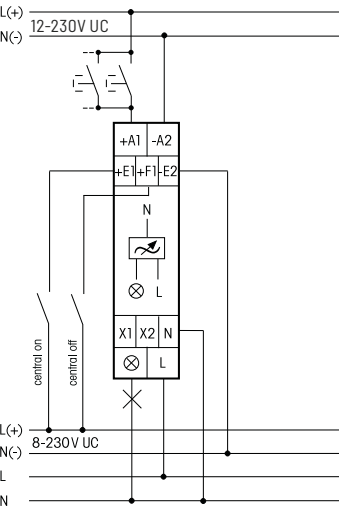 L(+)
12-230V UC
N(-)
+A1 -A2
+E1 +F1 -E2
N
L
X1 X2 N
L
central on
central off
L(+)
8-230V UC
N(-)
L
N